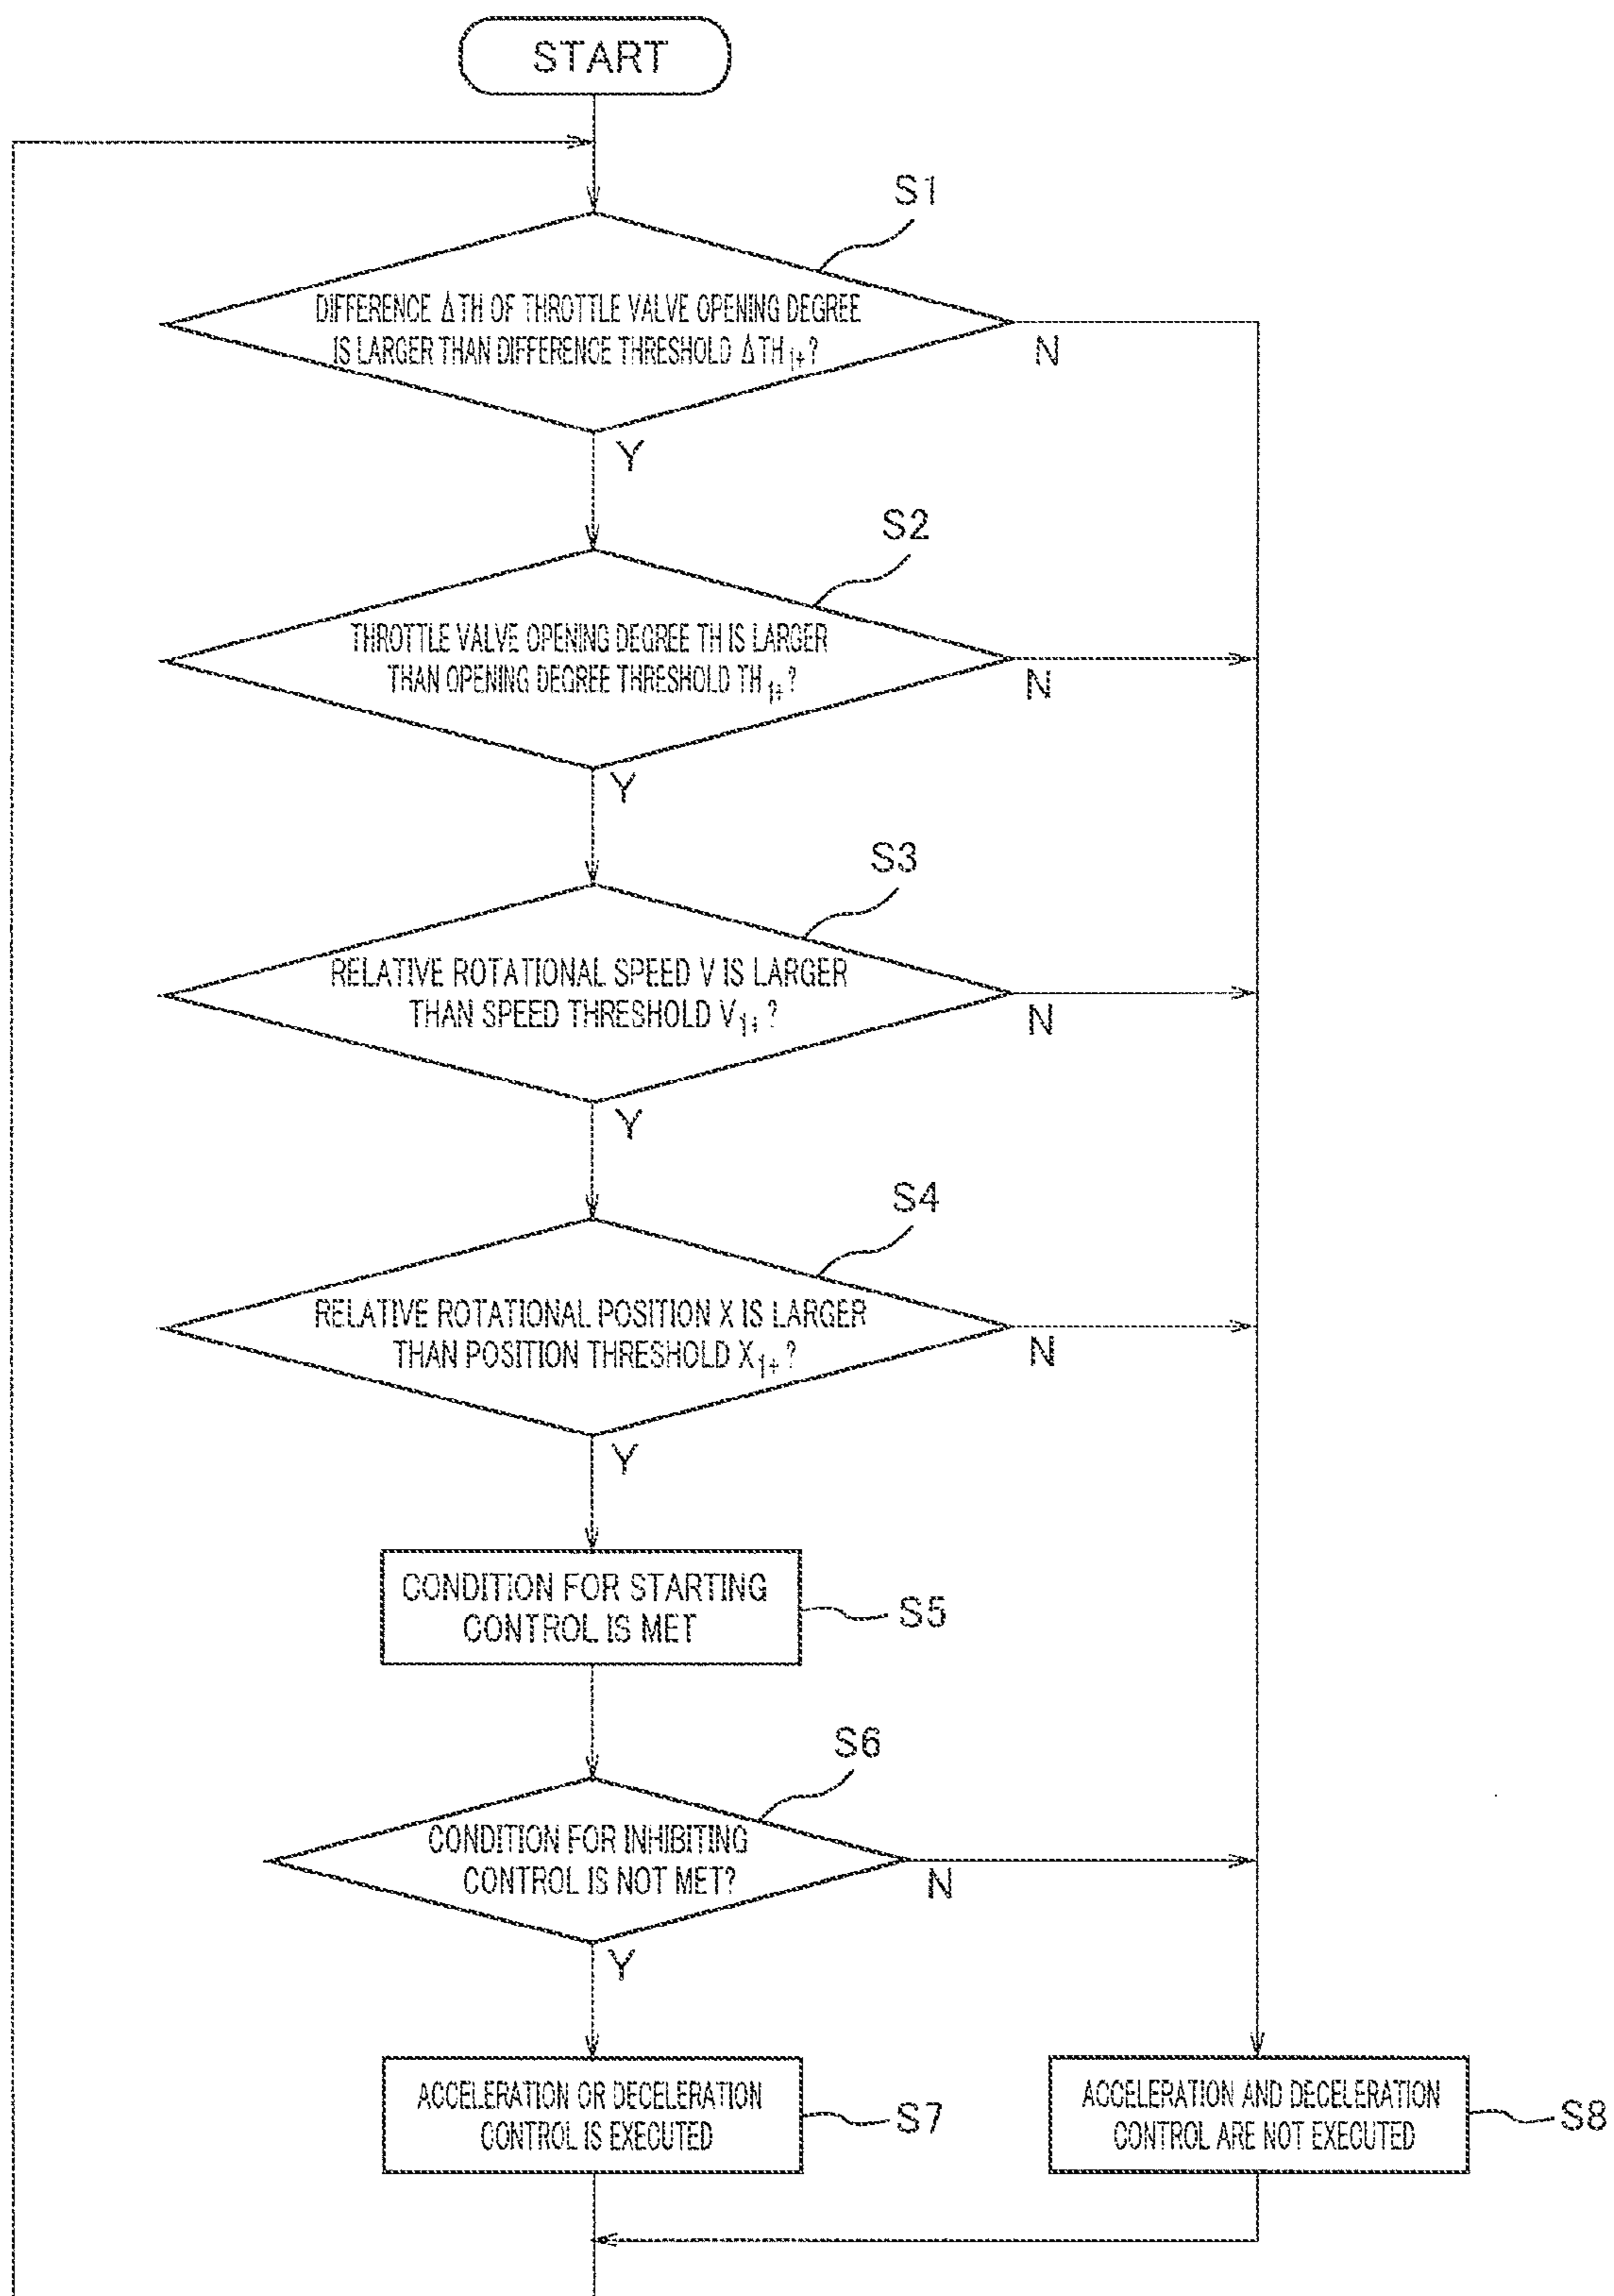 START
S1
DIFFERENCE ΔTH OF THROTTLE VALVE OPENING DEGREE
IS LARGER THAN DIFFERENCE THRESHOLD ΔTH1+?
N
Y
S2
THROTTLE VALVE OPENING DEGREE TH IS LARGER
THAN OPENING DEGREE THRESHOLD TH1+?
N
Y
S3
RELATIVE ROTATIONAL SPEED V IS LARGER
THAN SPEED THRESHOLD V1+?
N
Y
S4
RELATIVE ROTATIONAL POSITION X IS LARGER
THAN POSITION THRESHOLD X1+?
N
Y
CONDITION FOR STARTING
CONTROL IS MET
S5
S6
CONDITION FOR INHIBITING
CONTROL IS NOT MET?
N
Y
ACCELERATION OR DECELERATION
CONTROL IS EXECUTED
S7
ACCELERATION AND DECELERATION
CONTROL ARE NOT EXECUTED
S8